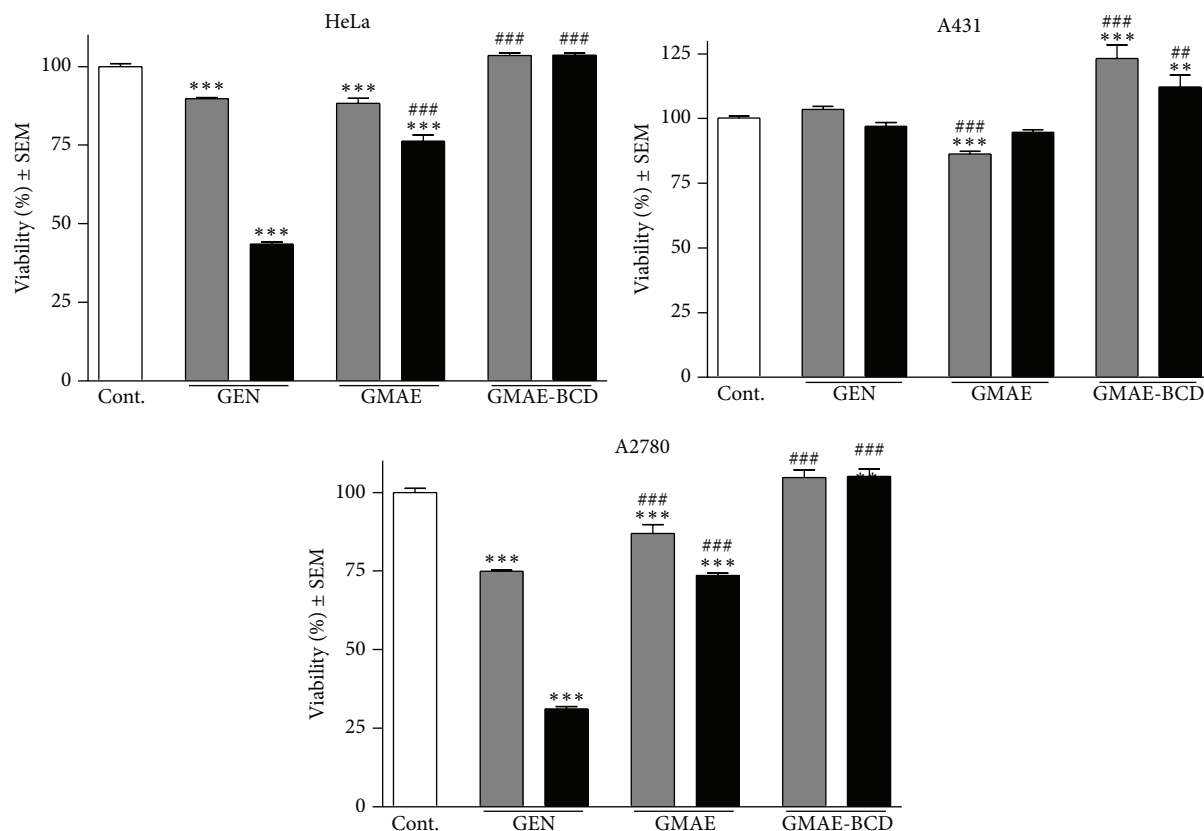 HeLa
###
###
100
***
***
###
***
75
50
***
25
0
Viability (%) ± SEM
Cont.
GEN
GMAE
GMAE-BCD
A431
###
***
125
##
**
100
###
***
75
50
25
0
Viability (%) ± SEM
Cont.
GEN
GMAE
GMAE-BCD
A2780
###
###
**
100
###
***
###
***
***
75
50
***
25
0
Viability (%) ± SEM
Cont.
GEN
GMAE
GMAE-BCD